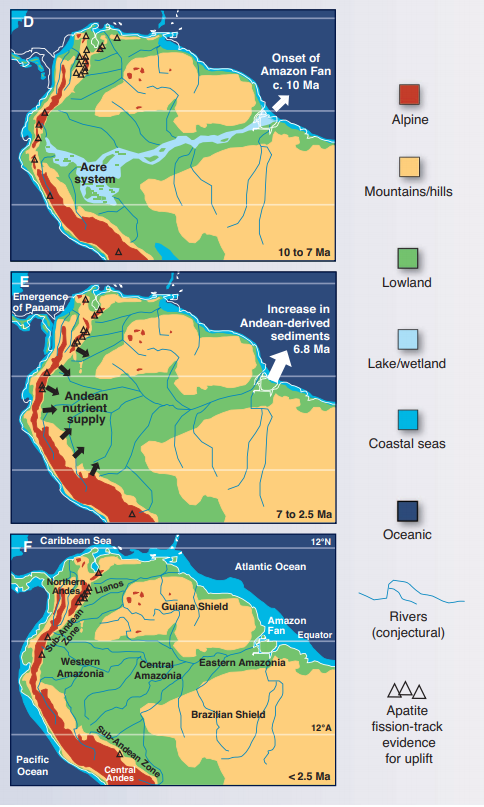 D
Onset of
Amazon Fan
c. 10 Ma
Acre
system
10 to 7 Ma
E
Emergence
of Panama
Increase in
Andean-derived
sediments
6.8 Ma
Andean
nutrient
supply
7 to 2.5 Ma
F
Caribbean Sea
12°N
Atlantic Ocean
Northern
Andes
Llanos
Guiana Shield
Sub-Andean
Zone
Amazon
Fan
Equator
Western
Amazonia
Central
Amazonia
Eastern Amazonia
Brazilian Shield
12°A
Sub-Andean Zone
Pacific
Ocean
Central
Andes
< 2.5 Ma
Alpine
Mountains/hills
Lowland
Lake/wetland
Coastal seas
Oceanic
Rivers
(conjectural)
Apatite
fission-track
evidence
for uplift